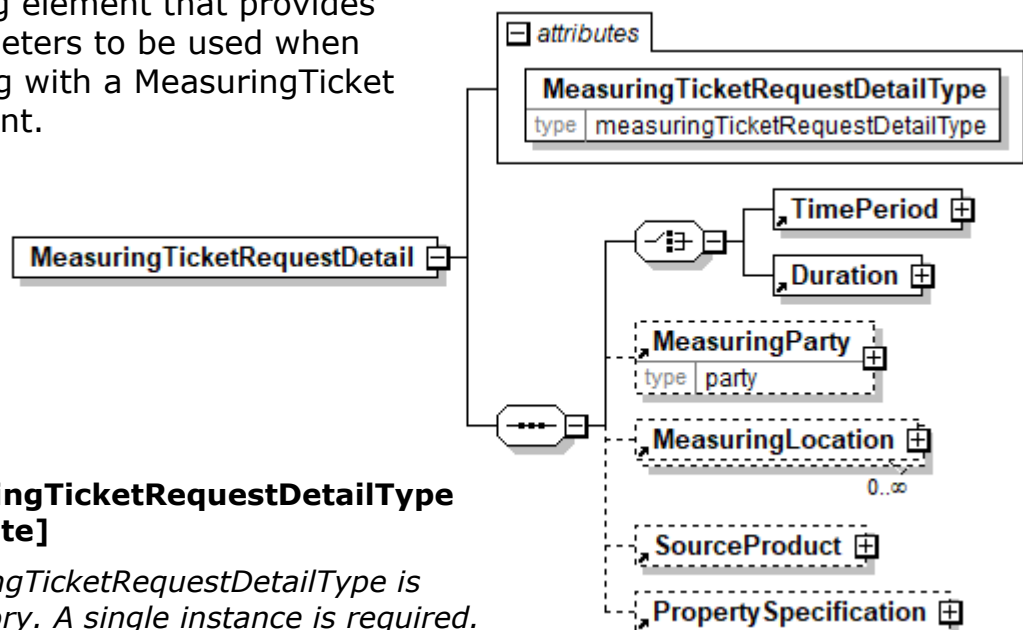 g element that provides
eters to be used when
g with a MeasuringTicket
nt.
attributes
MeasuringTicketRequestDetailType
type measuringTicketRequestDetailType
MeasuringTicketRequestDetail
TimePeriod
Duration
MeasuringParty
type party
MeasuringLocation
0..∞
SourceProduct
PropertySpecification
ingTicketRequestDetailType
te]
ngTicketRequestDetailType is
ory. A single instance is required.